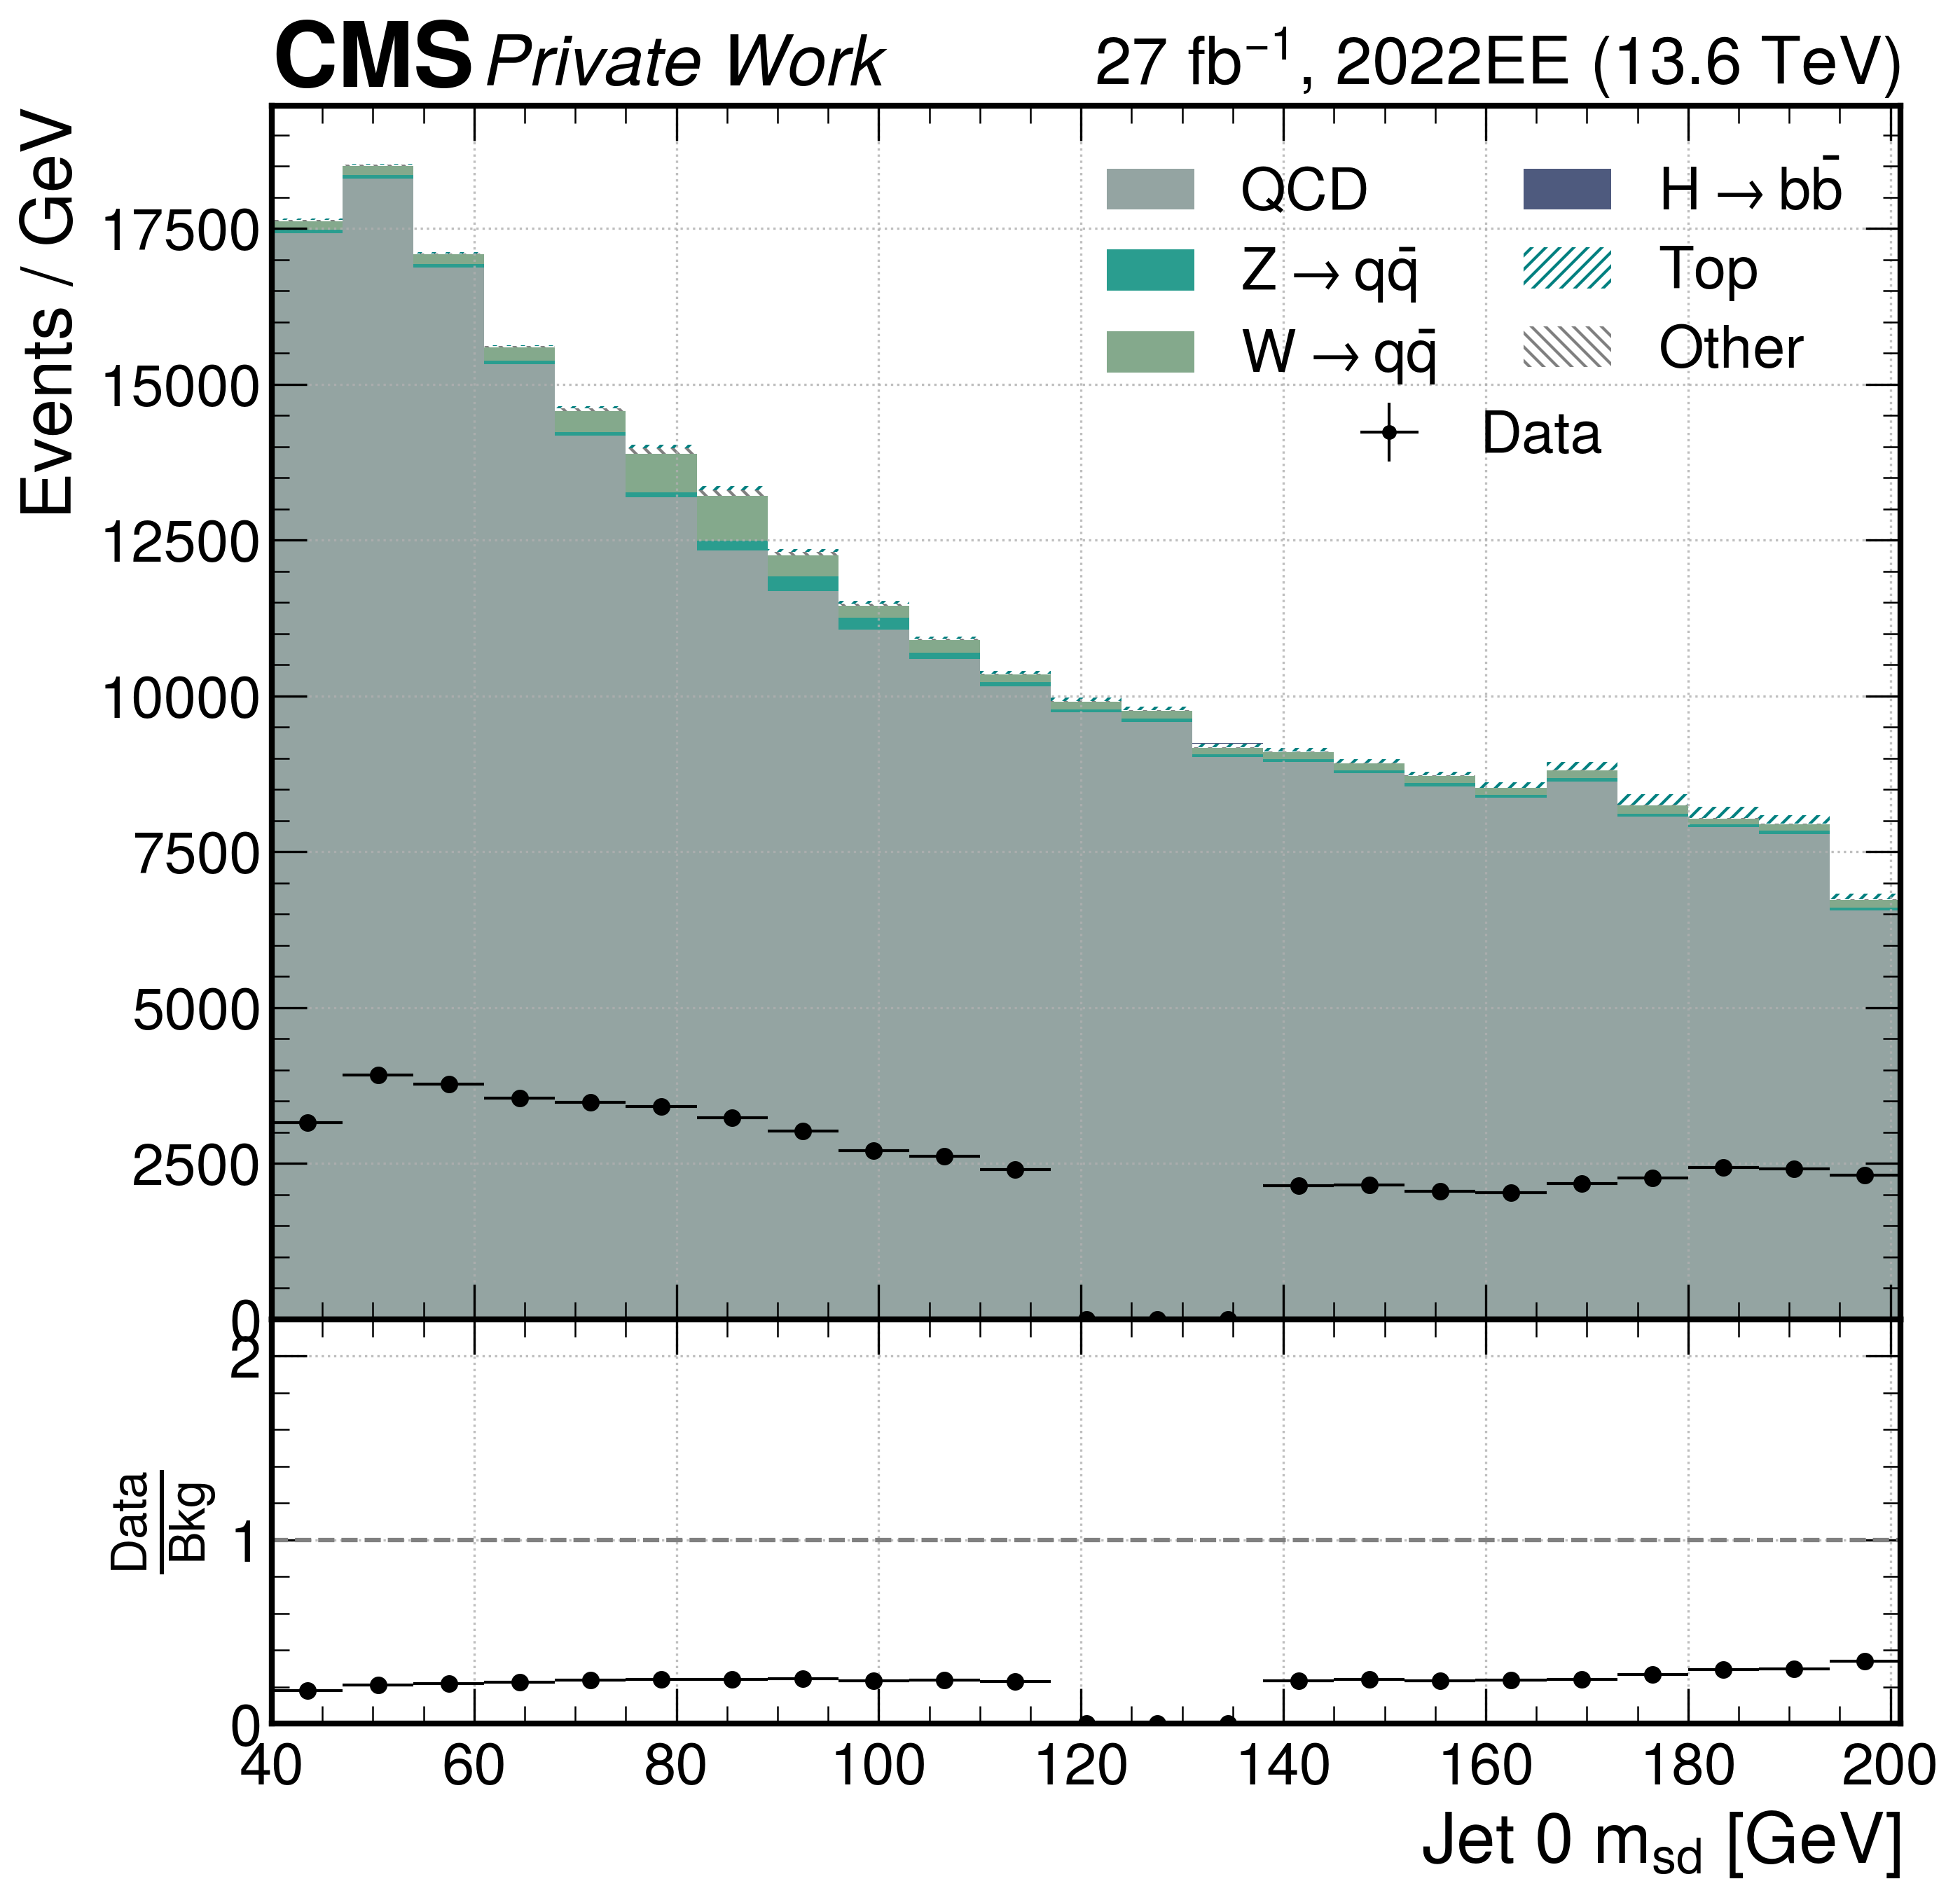 CMS Private Work 27 fb⁻¹, 2022EE (13.6 TeV)
Events / GeV
17500
15000
12500
10000
7500
5000
2500
0
QCD
Z → qq̄
W → qq̄
H → bb̄
Top
Other
Data
Data
Bkg
2
1
0
40 60 80 100 120 140 160 180 200
Jet 0 m_sd [GeV]